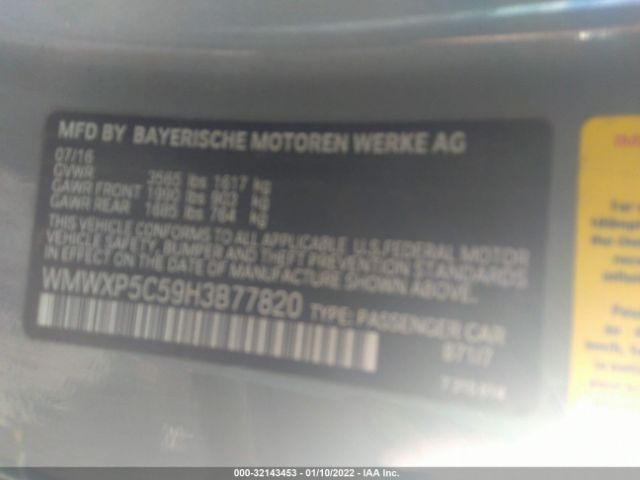 MFD BY BAYERISCHE MOTOREN WERKE AG
07/16
GVWR 3565 lbs 1617 kg
GAWR FRONT 1992 lbs 903 kg
GAWR REAR 1685 lbs 764 kg
THIS VEHICLE CONFORMS TO ALL APPLICABLE U.S.FEDERAL MOTOR
VEHICLE SAFETY, BUMPER AND THEFT PREVENTION STANDARDS
IN EFFECT ON THE DATE OF MANUFACTURE SHOWN ABOVE.
WMWXP5C59H3B77820 TYPE: PASSENGER CAR
B71/7
000-32143453 - 01/10/2022 - IAA Inc.